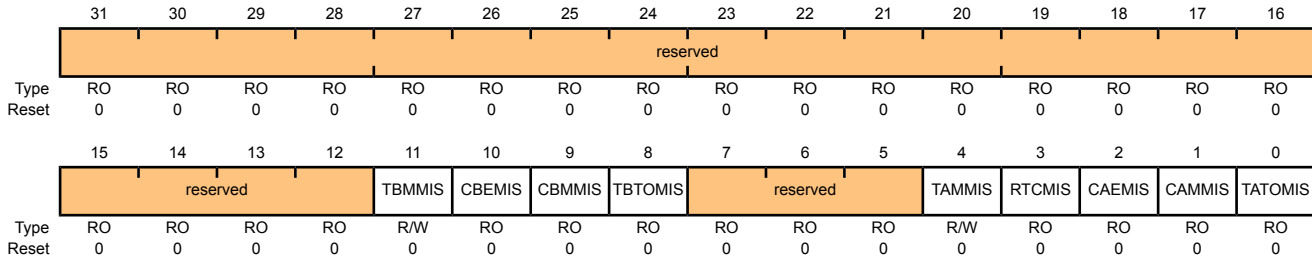 31 30 29 28 27 26 25 24 23 22 21 20 19 18 17 16
reserved
Type RO RO RO RO RO RO RO RO RO RO RO RO RO RO RO RO
Reset 0 0 0 0 0 0 0 0 0 0 0 0 0 0 0 0
15 14 13 12 11 10 9 8 7 6 5 4 3 2 1 0
reserved TBMMIS CBEMIS CBMMIS TBTOMIS reserved TAMMIS RTCMIS CAEMIS CAMMIS TATOMIS
Type RO RO RO RO R/W RO RO RO RO RO RO R/W RO RO RO RO
Reset 0 0 0 0 0 0 0 0 0 0 0 0 0 0 0 0